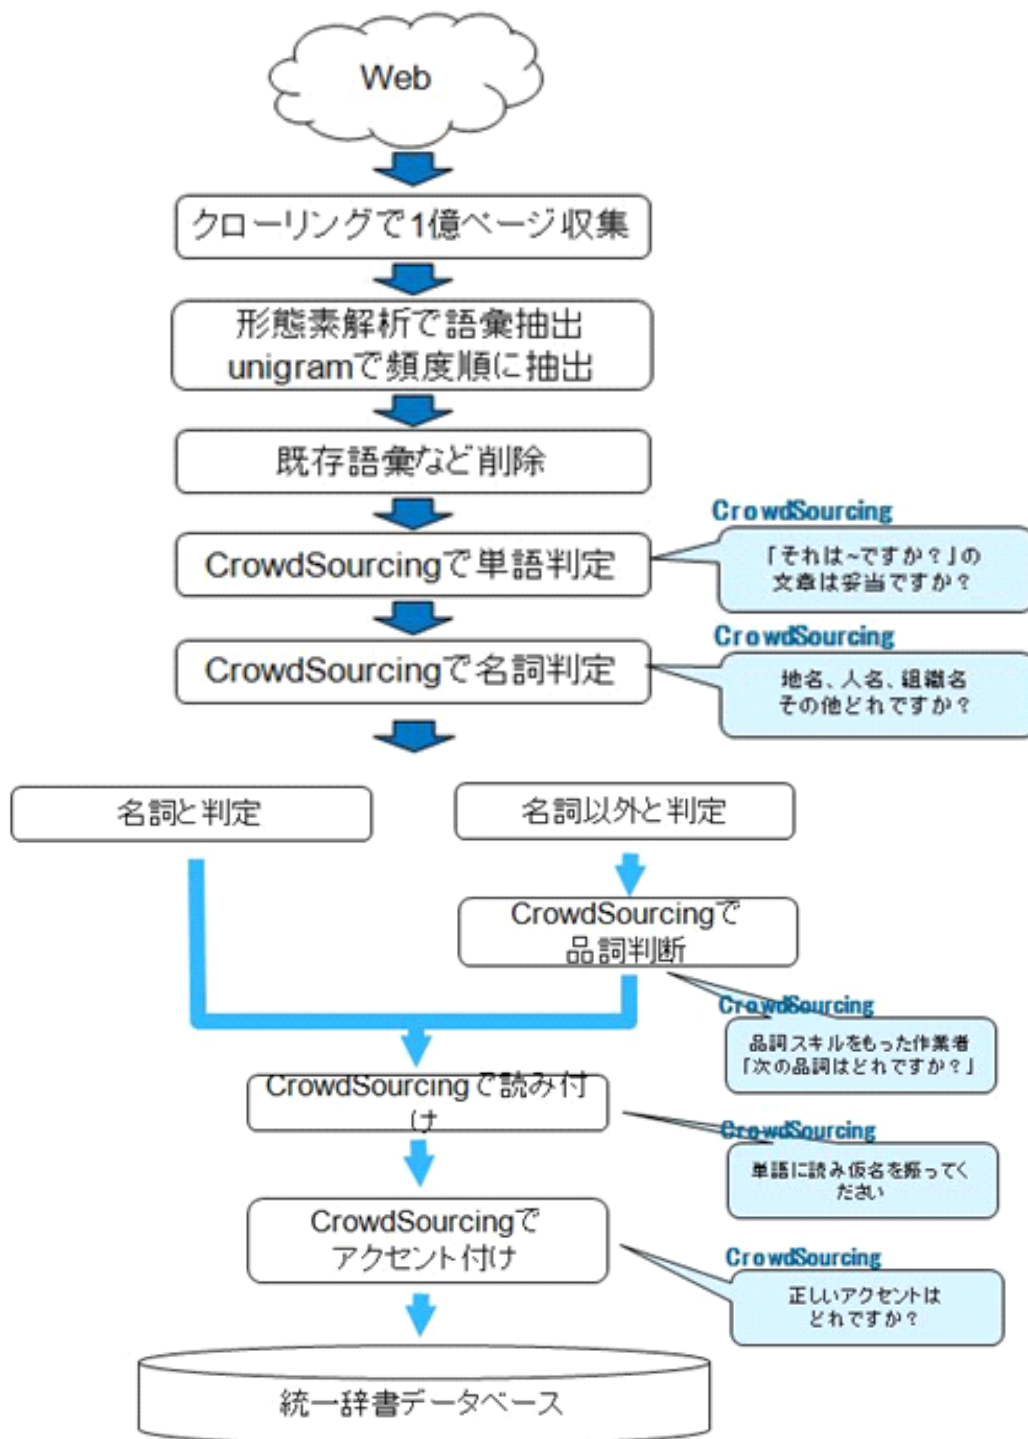 Web
クローリングで1億ページ収集
形態素解析で語彙抽出
unigramで頻度順に抽出
既存語彙など削除
CrowdSourcing
CrowdSourcingで単語判定
「それは~ですか？」の
文章は妥当ですか？
CrowdSourcing
CrowdSourcingで名詞判定
地名、人名、組織名
その他どれですか？
名詞と判定
名詞以外と判定
CrowdSourcingで
品詞判断
CrowdSourcing
品詞スキルをもった作業者
「次の品詞はどれですか？」
CrowdSourcingで読み付
け
CrowdSourcing
単語に読み仮名を振ってく
ださい
CrowdSourcingで
アクセント付け
CrowdSourcing
正しいアクセントは
どれですか？
統一辞書データベース